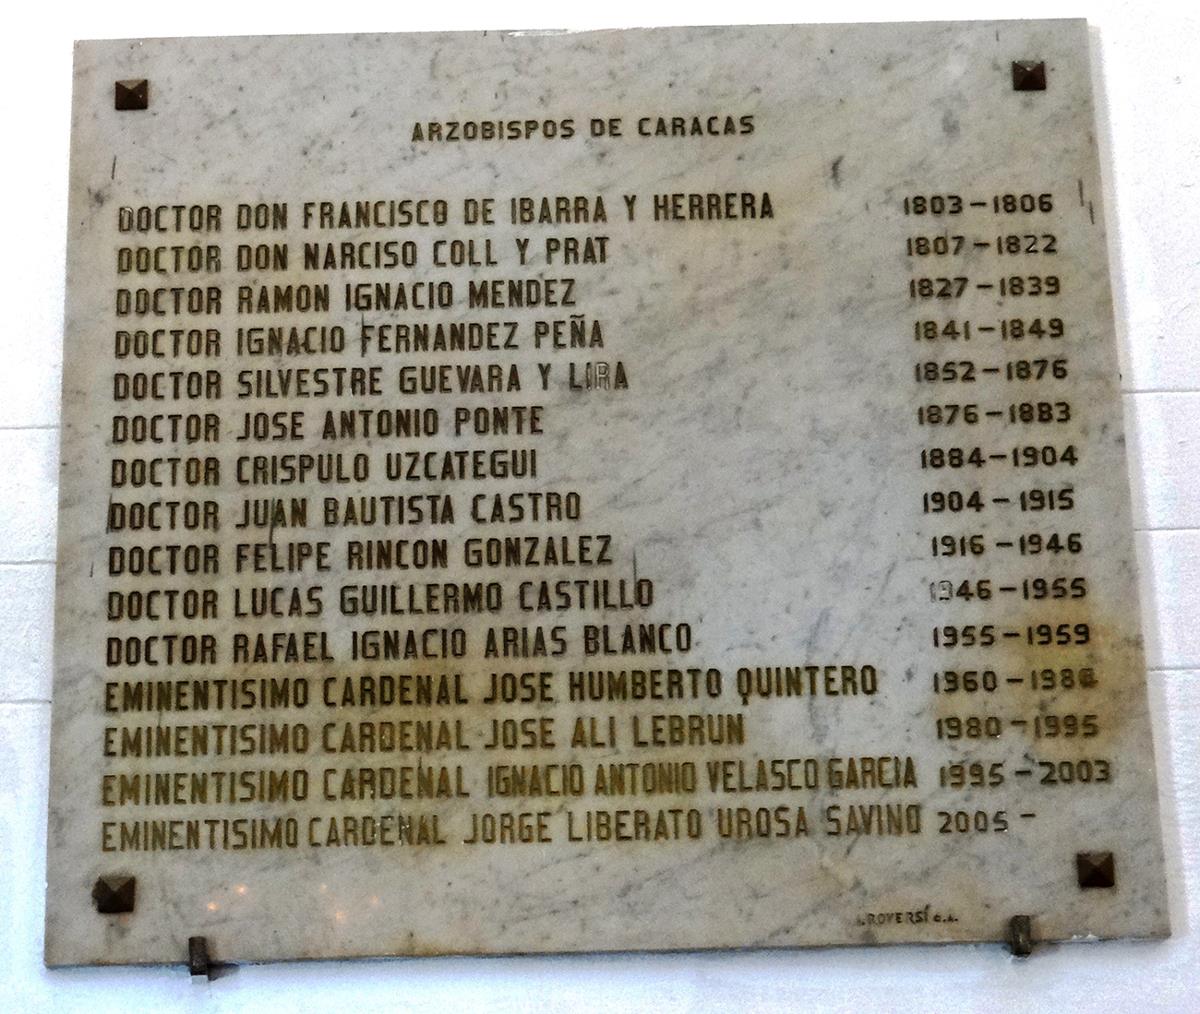 ARZOBISPOS DE CARACAS
DOCTOR DON FRANCISCO DE IBARRA Y HERRERA 1803-1806
DOCTOR DON NARCISO COLL Y PRAT 1807-1822
DOCTOR RAMON IGNACIO MENDEZ 1827-1839
DOCTOR IGNACIO FERNANDEZ PEÑA 1841-1849
DOCTOR SILVESTRE GUEVARA Y LIRA 1852-1876
DOCTOR JOSE ANTONIO PONTE 1876-1883
DOCTOR CRISPULO UZCATEGUI 1884-1904
DOCTOR JUAN BAUTISTA CASTRO 1904-1915
DOCTOR FELIPE RINCON GONZALEZ 1916-1946
DOCTOR LUCAS GUILLERMO CASTILLO 1946-1955
DOCTOR RAFAEL IGNACIO ARIAS BLANCO 1955-1959
EMINENTISIMO CARDENAL JOSE HUMBERTO QUINTERO 1960-
EMINENTISIMO CARDENAL JOSE ALI LEBRUN 1980-1995
EMINENTISIMO CARDENAL IGNACIO ANTONIO VELASCO GARCIA 1995-2003
EMINENTISIMO CARDENAL JORGE LIBERATO UROSA SAVINO 2005-
ROVERSI C.A.